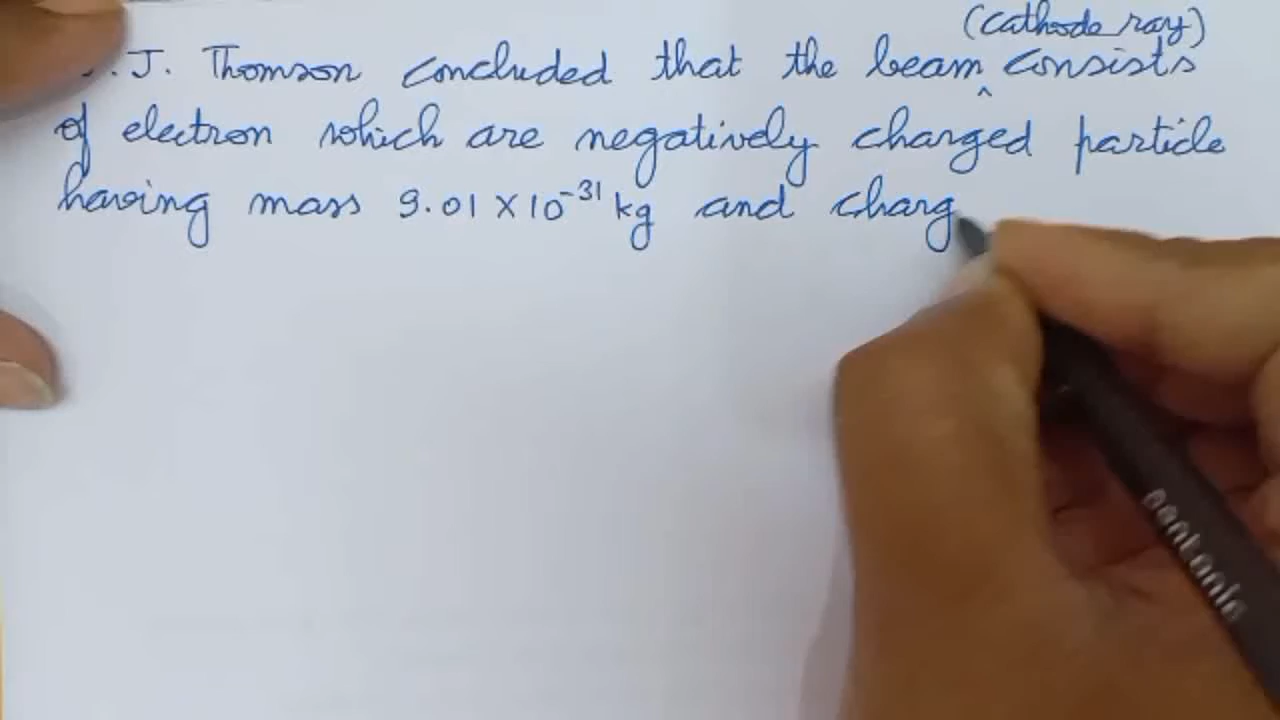 (cathode ray)
. J. Thomson concluded that the beam ^ consists
of electron which are negatively charged particle
having mass 9.01 X 10⁻³¹ kg and charg
pentonic